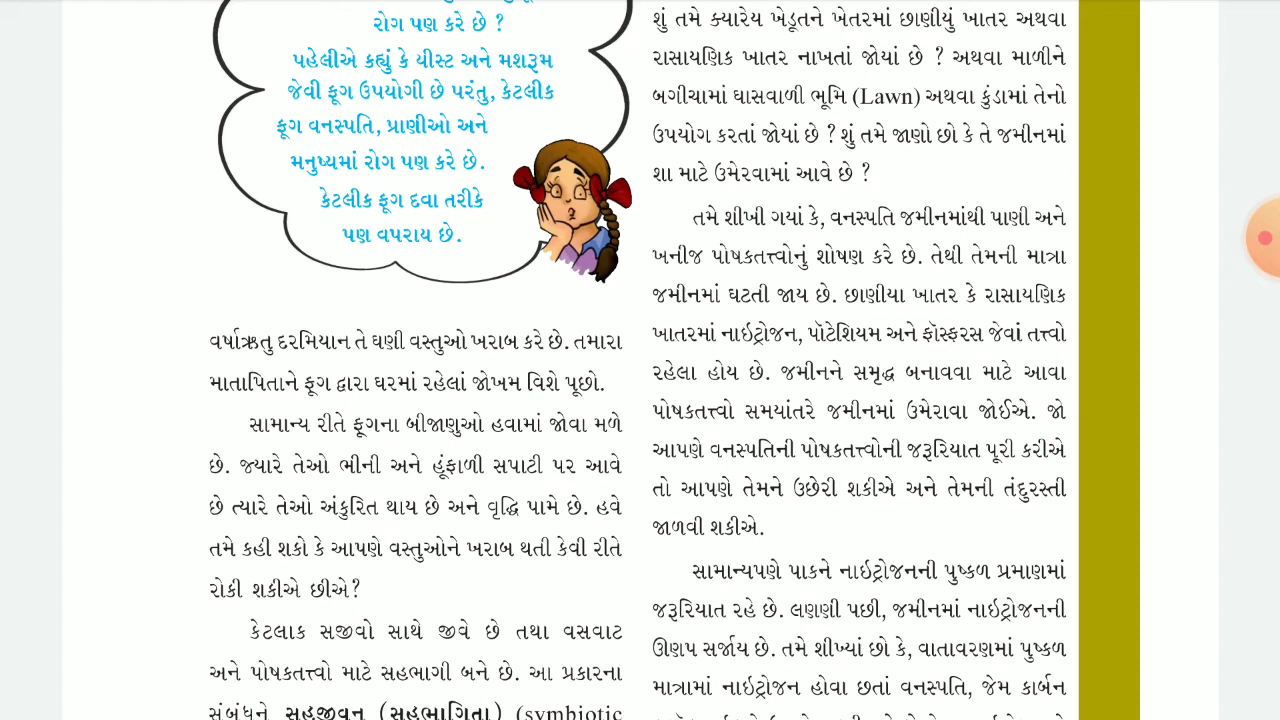 રોગ પણ કરે છે ?
પહેલીએ કહ્યું કે યીસ્ટ અને મશરૂમ
જેવી ફૂગ ઉપયોગી છે પરંતુ, કેટલીક
ફૂગ વનસ્પતિ, પ્રાણીઓ અને
મનુષ્યમાં રોગ પણ કરે છે.
કેટલીક ફૂગ દવા તરીકે
પણ વપરાય છે.
વર્ષાઋતુ દરમિયાન તે ઘણી વસ્તુઓ ખરાબ કરે છે. તમારા
માતાપિતાને ફૂગ દ્વારા ઘરમાં રહેલાં જોખમ વિશે પૂછો.
સામાન્ય રીતે ફૂગના બીજાણુઓ હવામાં જોવા મળે
છે. જ્યારે તેઓ ભીની અને હૂંફાળી સપાટી પર આવે
છે ત્યારે તેઓ અંકુરિત થાય છે અને વૃદ્ધિ પામે છે. હવે
તમે કહી શકો કે આપણે વસ્તુઓને ખરાબ થતી કેવી રીતે
રોકી શકીએ છીએ?
કેટલાક સજીવો સાથે જીવે છે તથા વસવાટ
અને પોષકતત્ત્વો માટે સહભાગી બને છે. આ પ્રકારના
સંબંધને સહજીવન (સહભાગિતા) (symbiotic
શું તમે ક્યારેય ખેડૂતને ખેતરમાં છાણીયું ખાતર અથવા
રાસાયણિક ખાતર નાખતાં જોયાં છે ? અથવા માળીને
બગીચામાં ઘાસવાળી ભૂમિ (Lawn) અથવા કુંડામાં તેનો
ઉપયોગ કરતાં જોયાં છે ? શું તમે જાણો છો કે તે જમીનમાં
શા માટે ઉમેરવામાં આવે છે ?
તમે શીખી ગયાં કે, વનસ્પતિ જમીનમાંથી પાણી અને
ખનીજ પોષકતત્ત્વોનું શોષણ કરે છે. તેથી તેમની માત્રા
જમીનમાં ઘટતી જાય છે. છાણીયા ખાતર કે રાસાયણિક
ખાતરમાં નાઇટ્રોજન, પૉટેશિયમ અને ફૉસ્ફરસ જેવાં તત્ત્વો
રહેલા હોય છે. જમીનને સમૃદ્ધ બનાવવા માટે આવા
પોષકતત્ત્વો સમયાંતરે જમીનમાં ઉમેરાવા જોઈએ. જો
આપણે વનસ્પતિની પોષકતત્ત્વોની જરૂરિયાત પૂરી કરીએ
તો આપણે તેમને ઉછેરી શકીએ અને તેમની તંદુરસ્તી
જાળવી શકીએ.
સામાન્યપણે પાકને નાઇટ્રોજનની પુષ્કળ પ્રમાણમાં
જરૂરિયાત રહે છે. લણણી પછી, જમીનમાં નાઇટ્રોજનની
ઊણપ સર્જાય છે. તમે શીખ્યાં છો કે, વાતાવરણમાં પુષ્કળ
માત્રામાં નાઇટ્રોજન હોવા છતાં વનસ્પતિ, જેમ કાર્બન